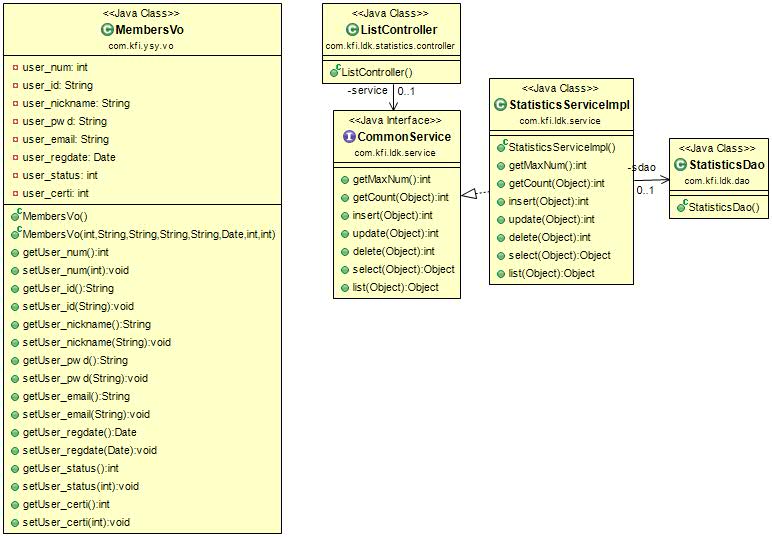 <<Java Class>>
MembersVo
com.kfi.ysy.vo
user_num: int
user_id: String
user_nickname: String
user_pwd: String
user_email: String
user_regdate: Date
user_status: int
user_certi: int
MembersVo()
MembersVo(int,String,String,String,String,Date,int,int)
getUser_num():int
setUser_num(int):void
getUser_id():String
setUser_id(String):void
getUser_nickname():String
setUser_nickname(String):void
getUser_pwd():String
setUser_pwd(String):void
getUser_email():String
setUser_email(String):void
getUser_regdate():Date
setUser_regdate(Date):void
getUser_status():int
setUser_status(int):void
getUser_certi():int
setUser_certi(int):void
<<Java Class>>
ListController
com.kfi.ldk.statistics.controller
ListController()
-service 0..1
<<Java Interface>>
CommonService
com.kfi.ldk.service
getMaxNum():int
getCount(Object):int
insert(Object):int
update(Object):int
delete(Object):int
select(Object):Object
list(Object):Object
<<Java Class>>
StatisticsServiceImpl
com.kfi.ldk.service
StatisticsServiceImpl()
getMaxNum():int
getCount(Object):int
insert(Object):int
update(Object):int
delete(Object):int
select(Object):Object
list(Object):Object
-sdao
0..1
<<Java Class>>
StatisticsDao
com.kfi.ldk.dao
StatisticsDao()